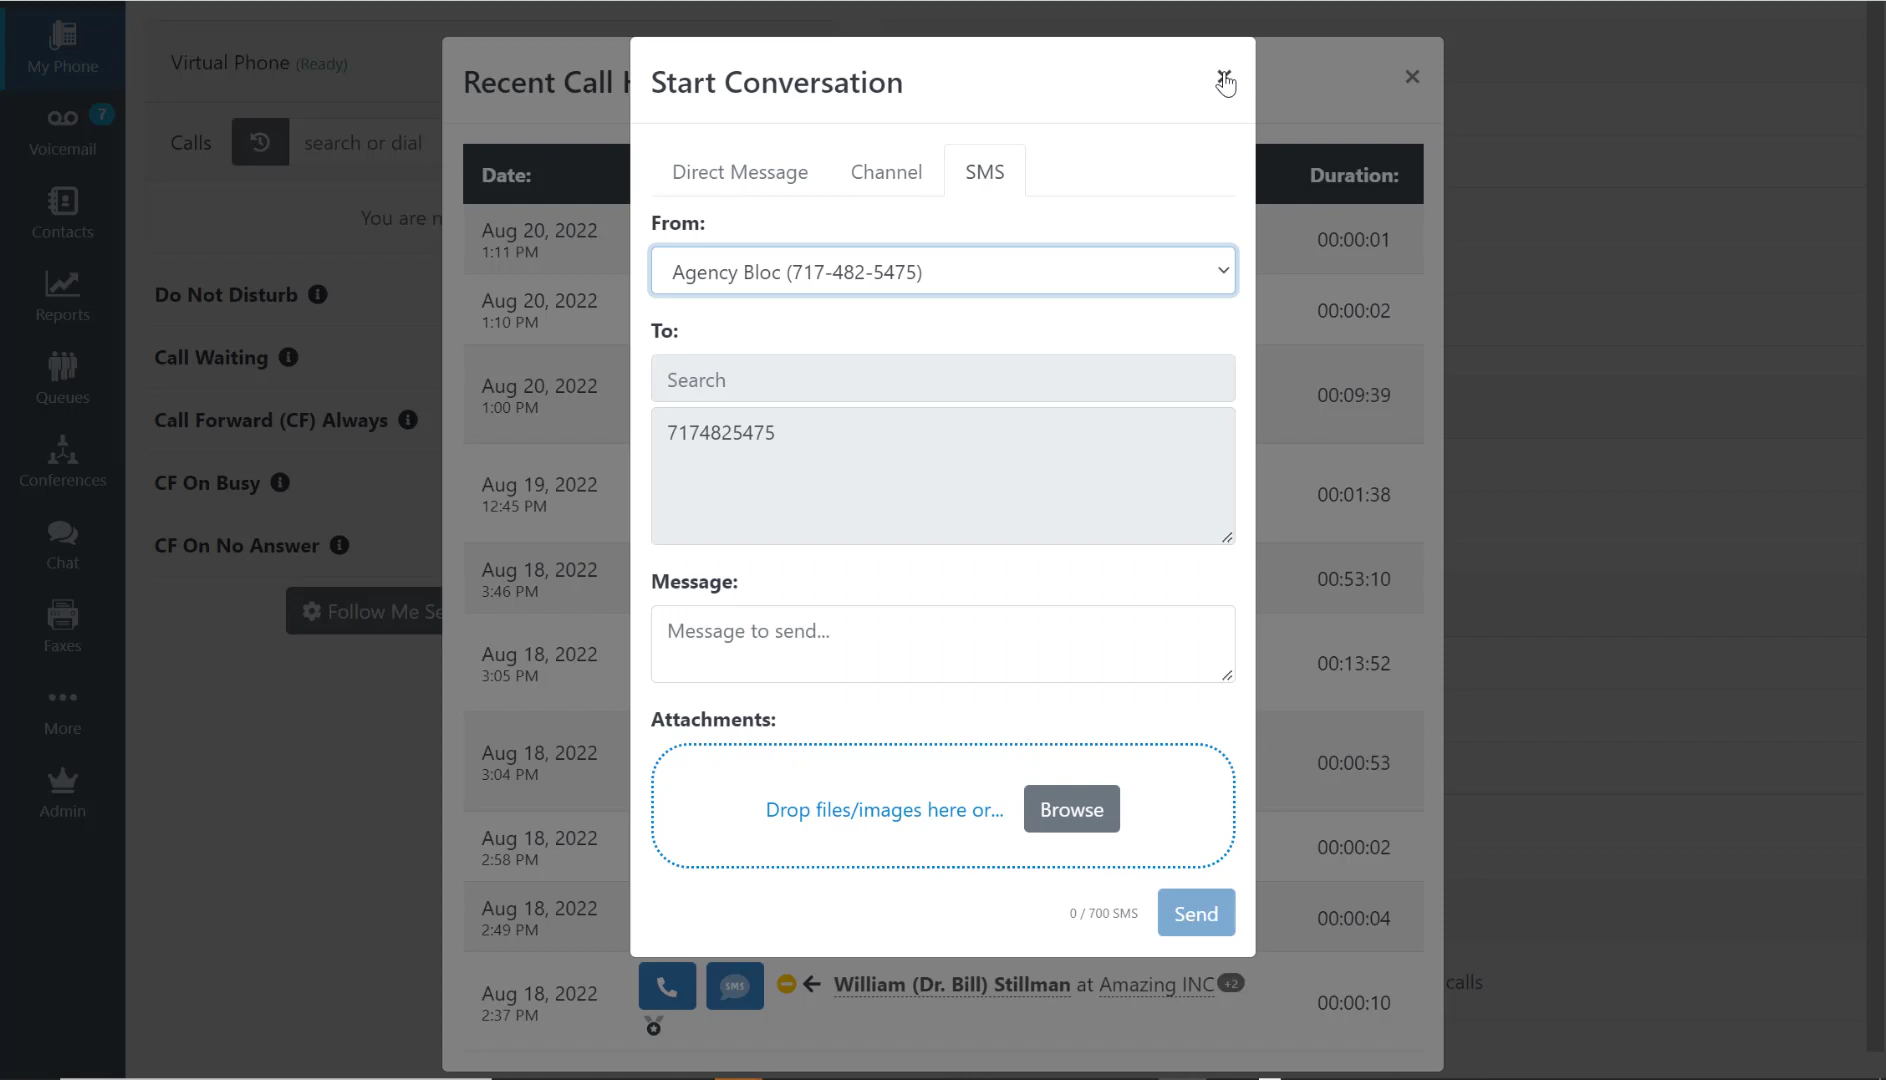 My Phone
7
Voicemail
Contacts
Reports
Queues
Conferences
Chat
Faxes
More
Admin
Virtual Phone (Ready)
Calls
search or dial
You are
Do Not Disturb
Call Waiting
Call Forward (CF) Always
CF On Busy
CF On No Answer
Follow Me
Recent Call
×
Date:
Duration:
Aug 20, 2022
1:11 PM
00:00:01
Aug 20, 2022
1:10 PM
00:00:02
Aug 20, 2022
1:00 PM
00:09:39
Aug 19, 2022
12:45 PM
00:01:38
Aug 18, 2022
3:46 PM
00:53:10
Aug 18, 2022
3:05 PM
00:13:52
Aug 18, 2022
3:04 PM
00:00:53
Aug 18, 2022
2:58 PM
00:00:02
Aug 18, 2022
2:49 PM
00:00:04
Aug 18, 2022
2:37 PM
SMS
William (Dr. Bill) Stillman at Amazing INC +2
00:00:10
calls
Start Conversation
Direct Message
Channel
SMS
From:
Agency Bloc (717-482-5475)
To:
Search
7174825475
Message:
Message to send...
Attachments:
Drop files/images here or...
Browse
0 / 700 SMS
Send